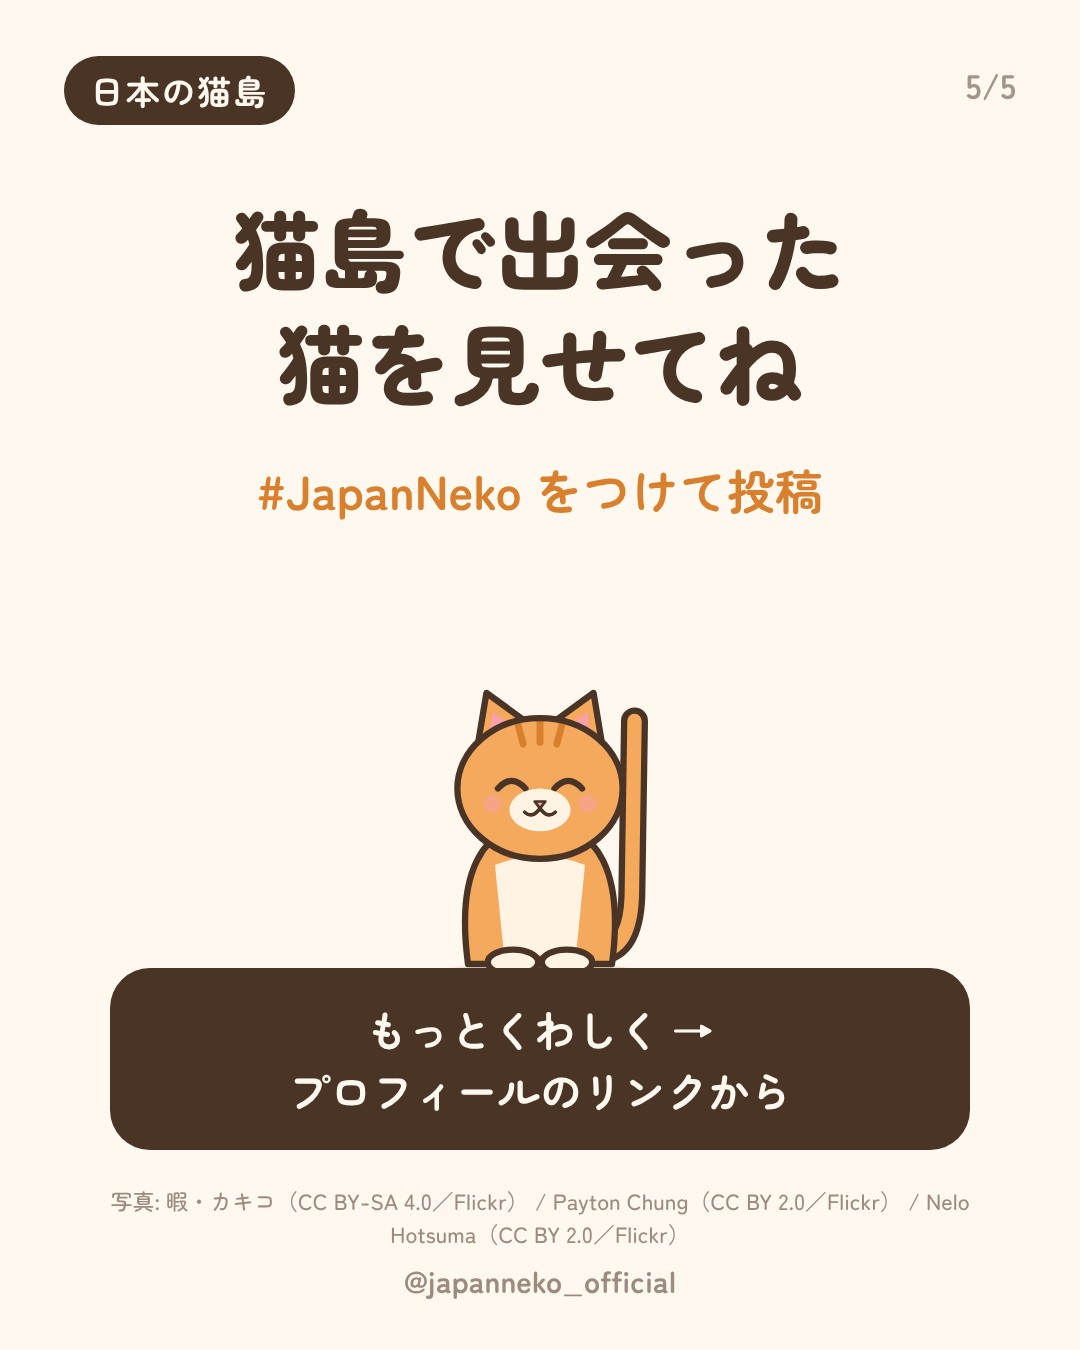 日本の猫島
5/5
猫島で出会った
猫を見せてね
#JapanNeko をつけて投稿
もっとくわしく →
プロフィールのリンクから
写真: 暇・カキコ（CC BY-SA 4.0／Flickr） / Payton Chung（CC BY 2.0／Flickr） / Nelo
Hotsuma（CC BY 2.0／Flickr）
@japanneko_official